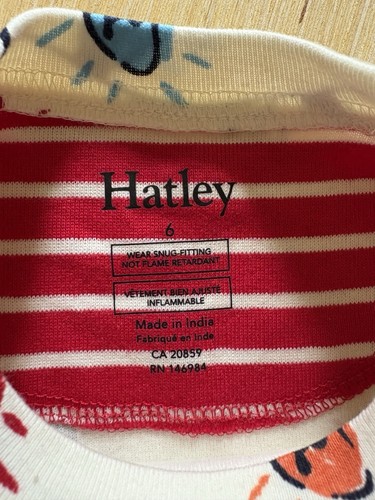 Hatley
6
WEAR SNUG-FITTING
NOT FLAME RETARDANT
VÊTEMENT BIEN AJUSTÉ
INFLAMMABLE
Made in India
Fabriqué en Inde
CA 20859
RN 146984